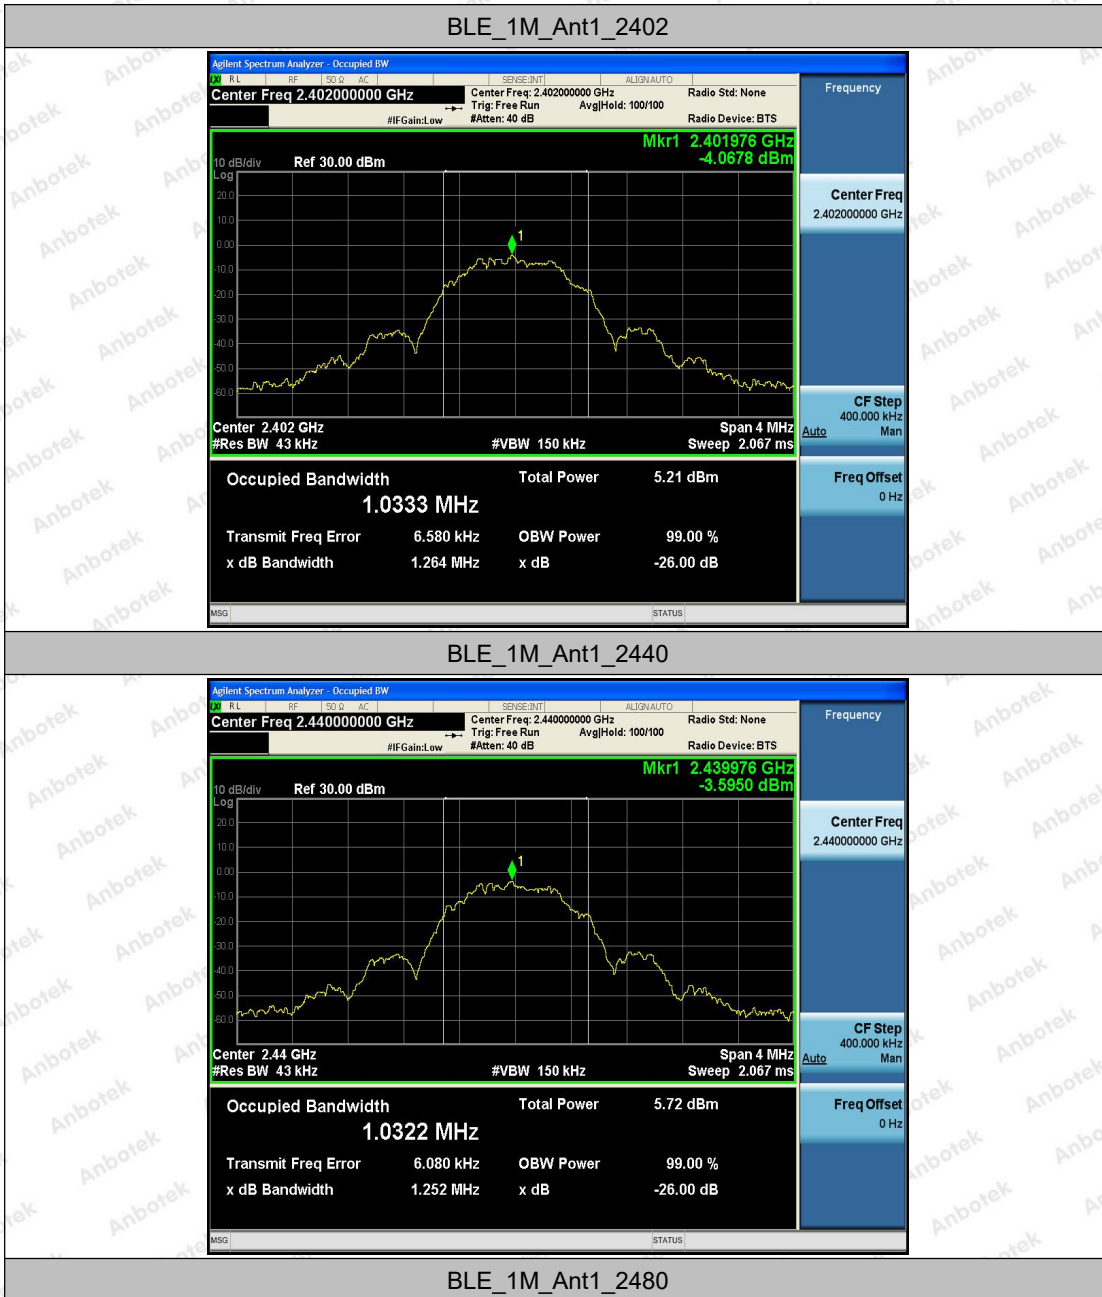 BLE_1M_Ant1_2402
Agilent Spectrum Analyzer - Occupied BW
LXI RL RF 50 Ω AC SENSE:INT ALIGNAUTO
Center Freq 2.402000000 GHz
Center Freq: 2.402000000 GHz Radio Std: None
Trig: Free Run Avg|Hold: 100/100
#IFGain:Low #Atten: 40 dB Radio Device: BTS
Mkr1 2.401976 GHz
-4.0678 dBm
10 dB/div Ref 30.00 dBm
Log
20.0
10.0
0.00
-10.0
-20.0
-30.0
-40.0
-50.0
-60.0
1
Center 2.402 GHz Span 4 MHz
#Res BW 43 kHz #VBW 150 kHz Sweep 2.067 ms
Occupied Bandwidth Total Power 5.21 dBm
1.0333 MHz
Transmit Freq Error 6.580 kHz OBW Power 99.00 %
x dB Bandwidth 1.264 MHz x dB -26.00 dB
MSG STATUS
Frequency
Center Freq
2.402000000 GHz
CF Step
400.000 kHz
Auto Man
Freq Offset
0 Hz
BLE_1M_Ant1_2440
Agilent Spectrum Analyzer - Occupied BW
LXI RL RF 50 Ω AC SENSE:INT ALIGNAUTO
Center Freq 2.440000000 GHz
Center Freq: 2.440000000 GHz Radio Std: None
Trig: Free Run Avg|Hold: 100/100
#IFGain:Low #Atten: 40 dB Radio Device: BTS
Mkr1 2.439976 GHz
-3.5950 dBm
10 dB/div Ref 30.00 dBm
Log
20.0
10.0
0.00
-10.0
-20.0
-30.0
-40.0
-50.0
-60.0
1
Center 2.44 GHz Span 4 MHz
#Res BW 43 kHz #VBW 150 kHz Sweep 2.067 ms
Occupied Bandwidth Total Power 5.72 dBm
1.0322 MHz
Transmit Freq Error 6.080 kHz OBW Power 99.00 %
x dB Bandwidth 1.252 MHz x dB -26.00 dB
MSG STATUS
Frequency
Center Freq
2.440000000 GHz
CF Step
400.000 kHz
Auto Man
Freq Offset
0 Hz
BLE_1M_Ant1_2480
Anbotek